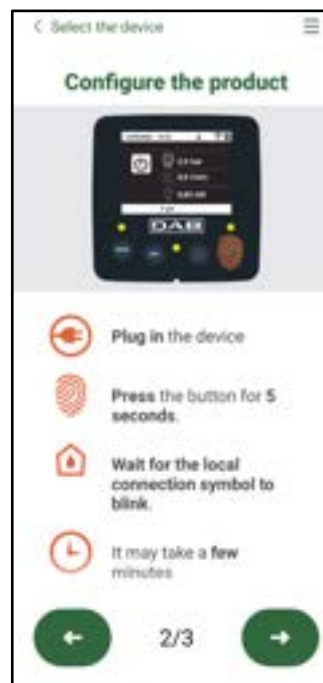 Select the device
Configure the product
DAB
Plug in the device
Press the button for 5
seconds.
Wait for the local
connection symbol to
blink.
It may take a few
minutes
2/3